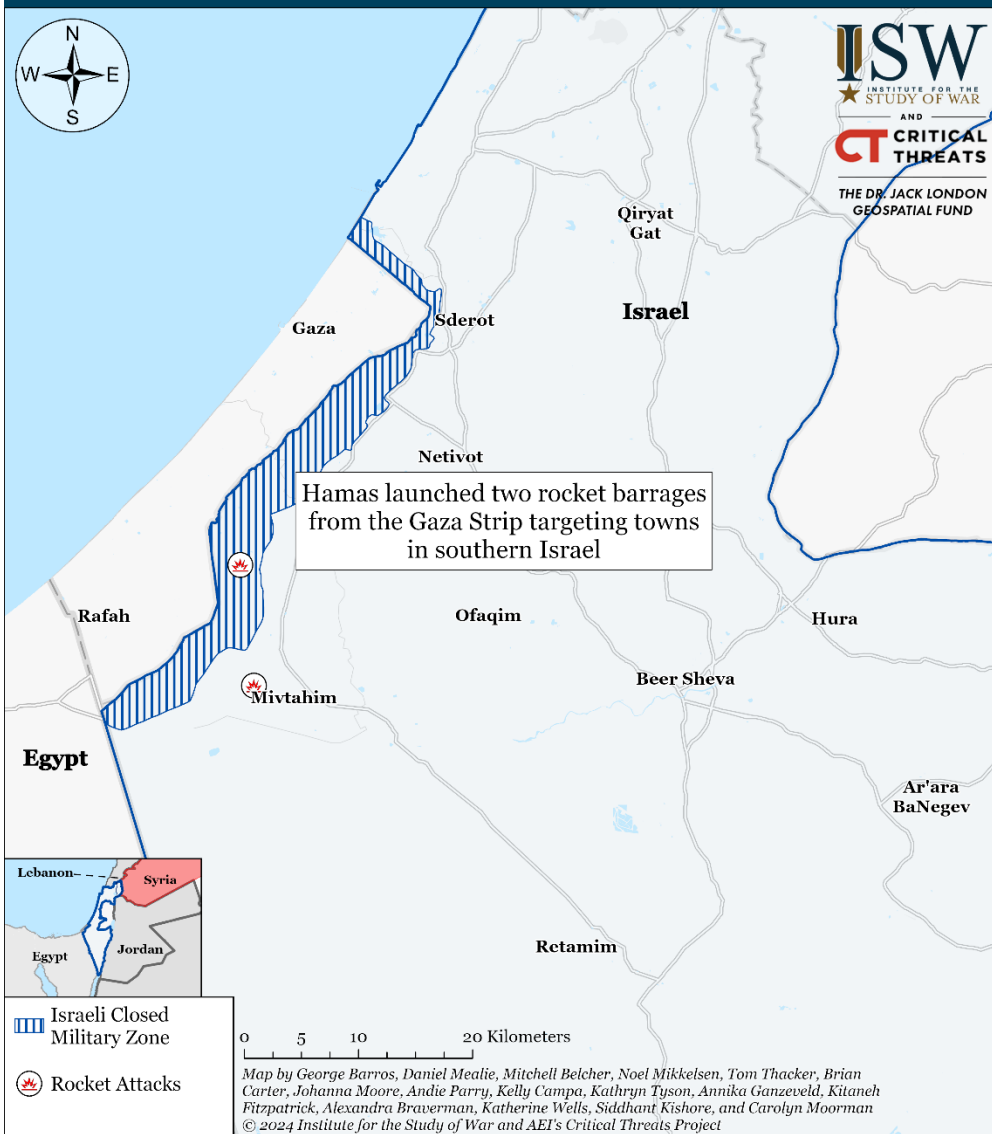 N
W
E
S
ISW
INSTITUTE FOR THE
STUDY OF WAR
AND
CT CRITICAL
THREATS
THE DR. JACK LONDON
GEOSPATIAL FUND
Qiryat
Gat
Israel
Gaza
Sderot
Netivot
Hamas launched two rocket barrages
from the Gaza Strip targeting towns
in southern Israel
Rafah
Ofaqim
Hura
Beer Sheva
Mivtahim
Egypt
Ar'ara
BaNegev
Retamim
Lebanon
Syria
Egypt
Jordan
Israeli Closed
Military Zone
Rocket Attacks
0 5 10 20 Kilometers
Map by George Barros, Daniel Mealie, Mitchell Belcher, Noel Mikkelsen, Tom Thacker, Brian
Carter, Johanna Moore, Andie Parry, Kelly Campa, Kathryn Tyson, Annika Ganzeveld, Kitaneh
Fitzpatrick, Alexandra Braverman, Katherine Wells, Siddhant Kishore, and Carolyn Moorman
© 2024 Institute for the Study of War and AEI's Critical Threats Project